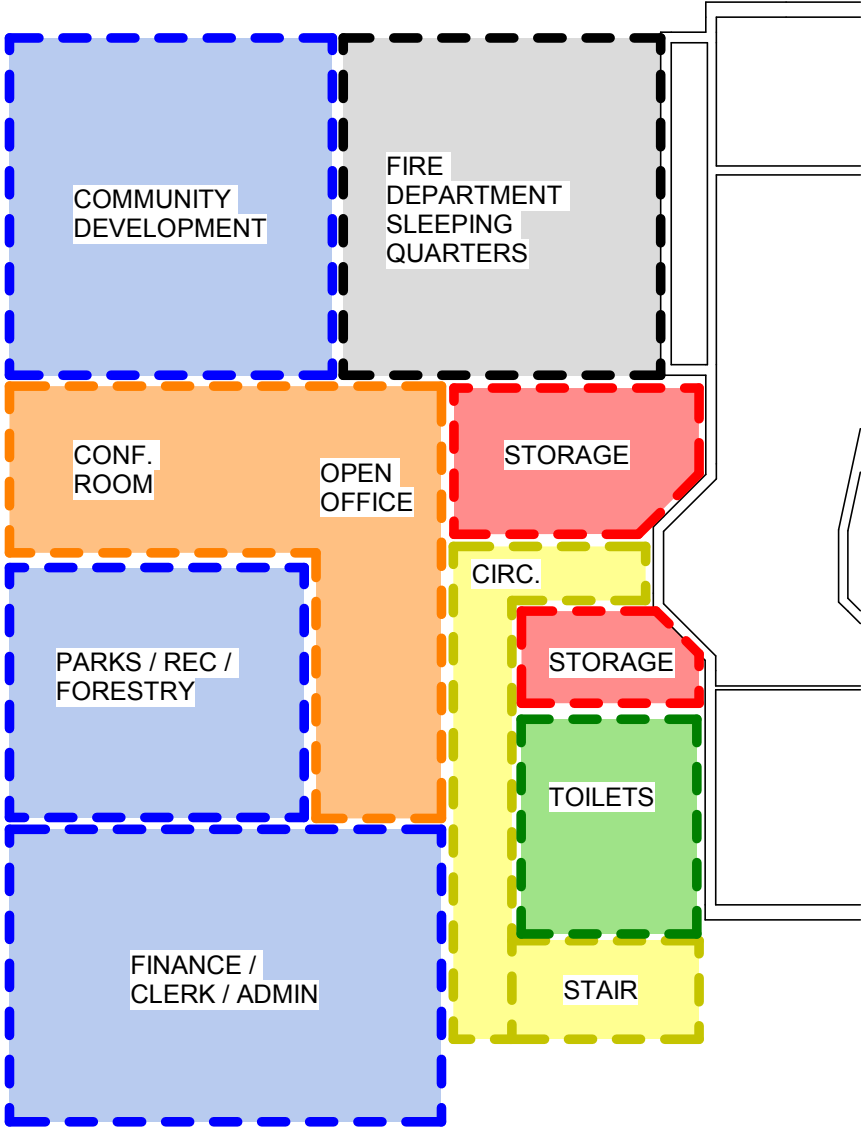 COMMUNITY
DEVELOPMENT
FIRE
DEPARTMENT
SLEEPING
QUARTERS
CONF.
ROOM
OPEN
OFFICE
STORAGE
CIRC.
PARKS / REC /
FORESTRY
STORAGE
TOILETS
FINANCE /
CLERK / ADMIN
STAIR